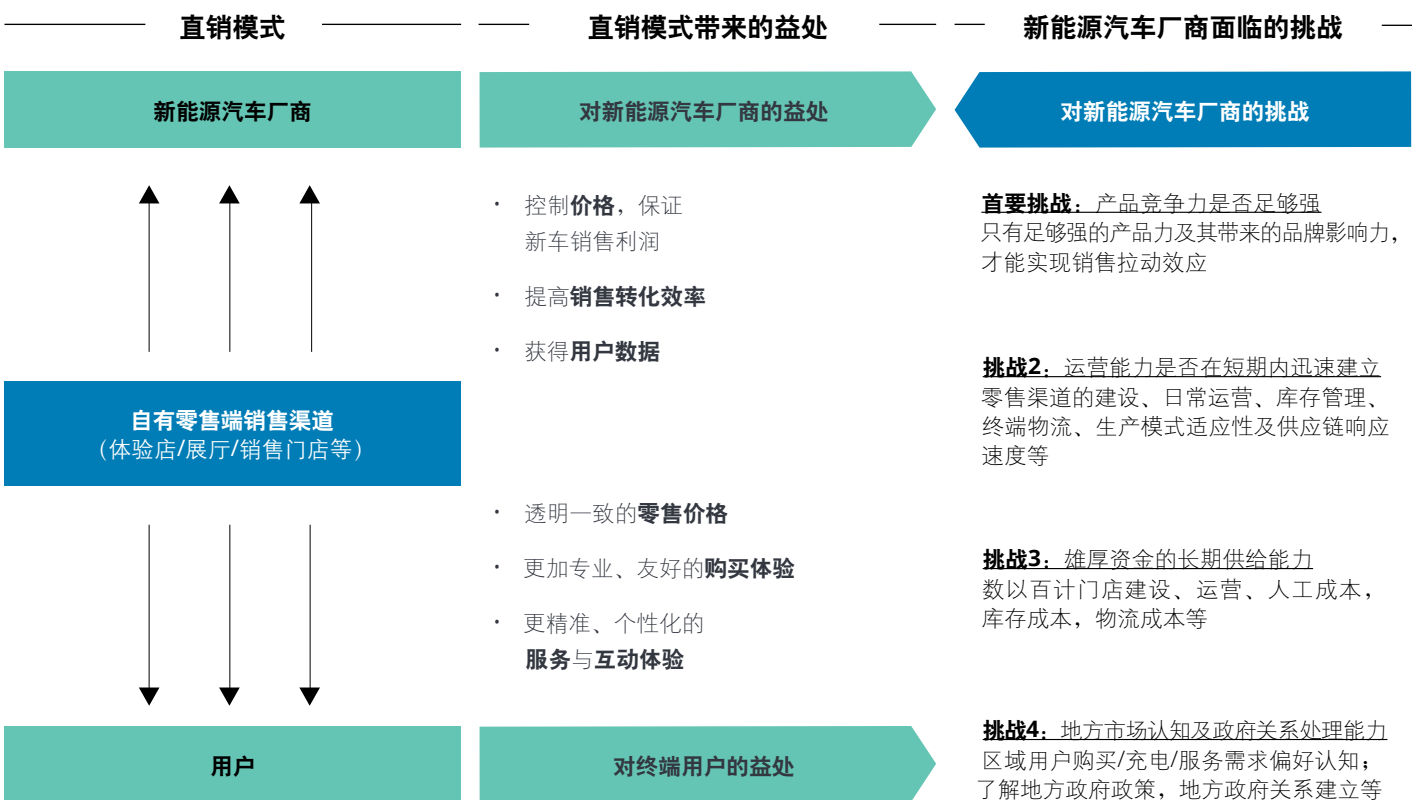 直销模式
新能源汽车厂商
自有零售端销售渠道
（体验店/展厅/销售门店等）
用户
直销模式带来的益处
对新能源汽车厂商的益处
· 控制价格，保证
新车销售利润
· 提高销售转化效率
· 获得用户数据
· 透明一致的零售价格
· 更加专业、友好的购买体验
· 更精准、个性化的
服务与互动体验
对终端用户的益处
新能源汽车厂商面临的挑战
对新能源汽车厂商的挑战
首要挑战：产品竞争力是否足够强
只有足够强的产品力及其带来的品牌影响力，
才能实现销售拉动效应
挑战2：运营能力是否在短期内迅速建立
零售渠道的建设、日常运营、库存管理、
终端物流、生产模式适应性及供应链响应
速度等
挑战3：雄厚资金的长期供给能力
数以百计门店建设、运营、人工成本，
库存成本，物流成本等
挑战4：地方市场认知及政府关系处理能力
区域用户购买/充电/服务需求偏好认知；
了解地方政府政策，地方政府关系建立等